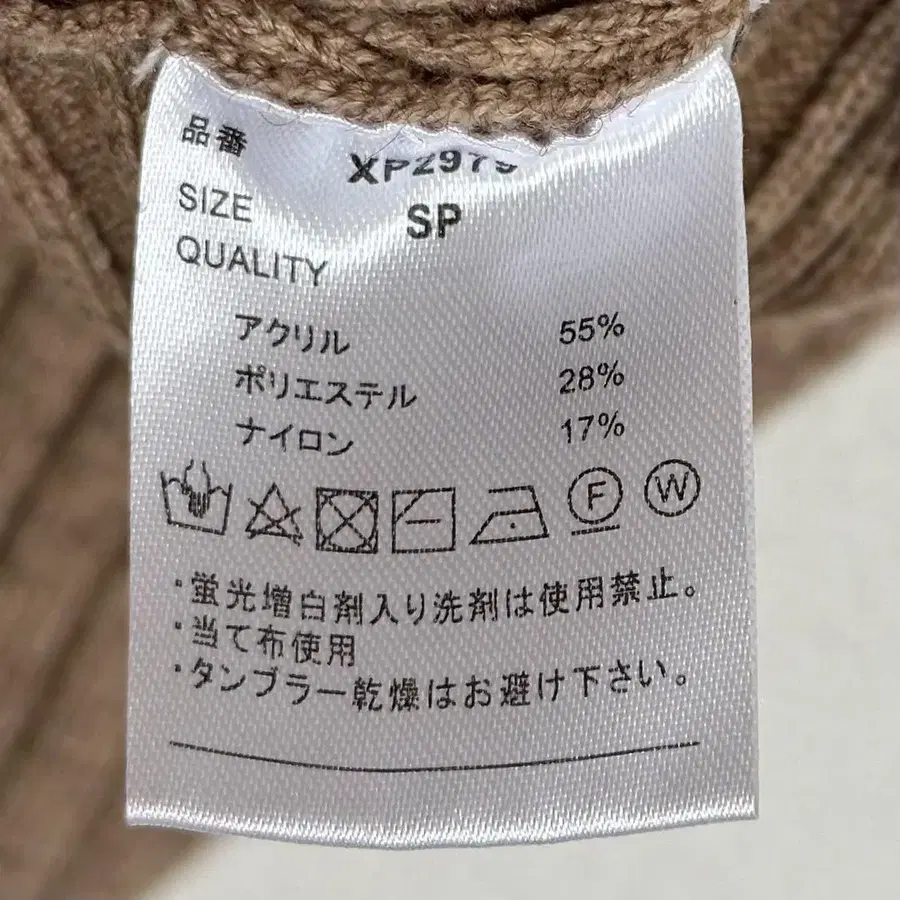 品番 XP2979
SIZE SP
QUALITY
アクリル 55%
ポリエステル 28%
ナイロン 17%
F W
・蛍光増白剤入り洗剤は使用禁止。
・当て布使用
・タンブラー乾燥はお避け下さい。